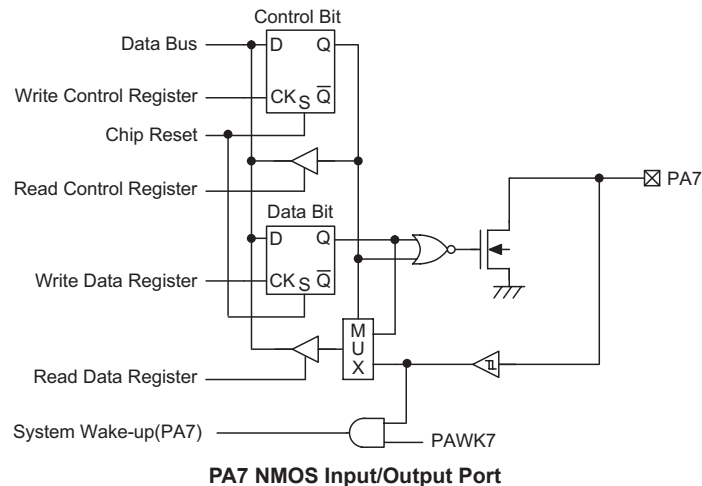 Control Bit
Data Bus
D Q
Write Control Register
CK S Q̅
Chip Reset
Read Control Register
PA7
Data Bit
D Q
Write Data Register
CK S Q̅
M
U
X
Read Data Register
System Wake-up(PA7)
PAWK7
PA7 NMOS Input/Output Port